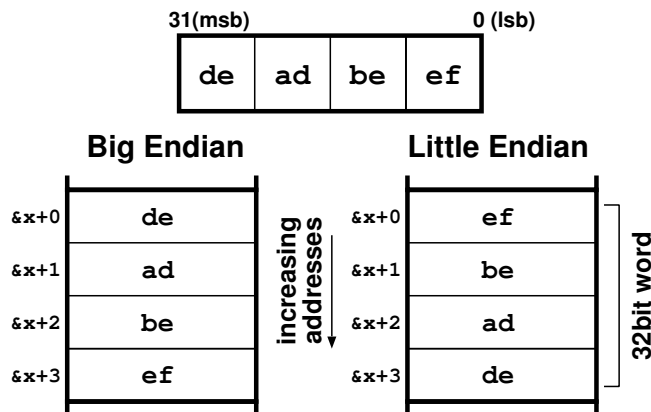 31(msb) 0 (lsb)
de ad be ef
Big Endian Little Endian
&x+0 de &x+0 ef
&x+1 ad &x+1 be
&x+2 be &x+2 ad
&x+3 ef &x+3 de
increasing
addresses
32bit word